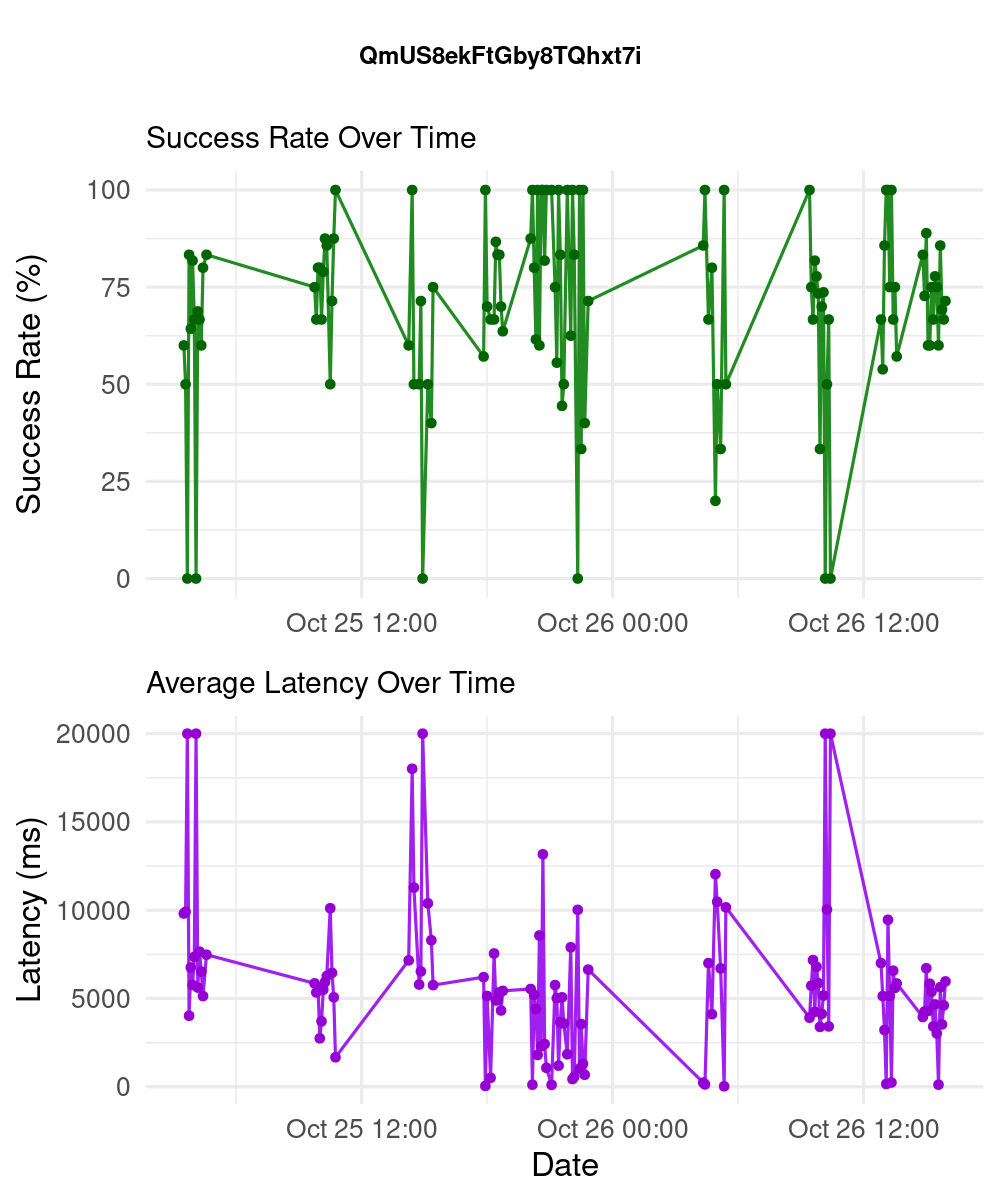 QmUS8ekFtGby8TQhxt7i
Success Rate Over Time
Success Rate (%)
100
75
50
25
0
Oct 25 12:00
Oct 26 00:00
Oct 26 12:00
Average Latency Over Time
Latency (ms)
20000
15000
10000
5000
0
Oct 25 12:00
Oct 26 00:00
Oct 26 12:00
Date